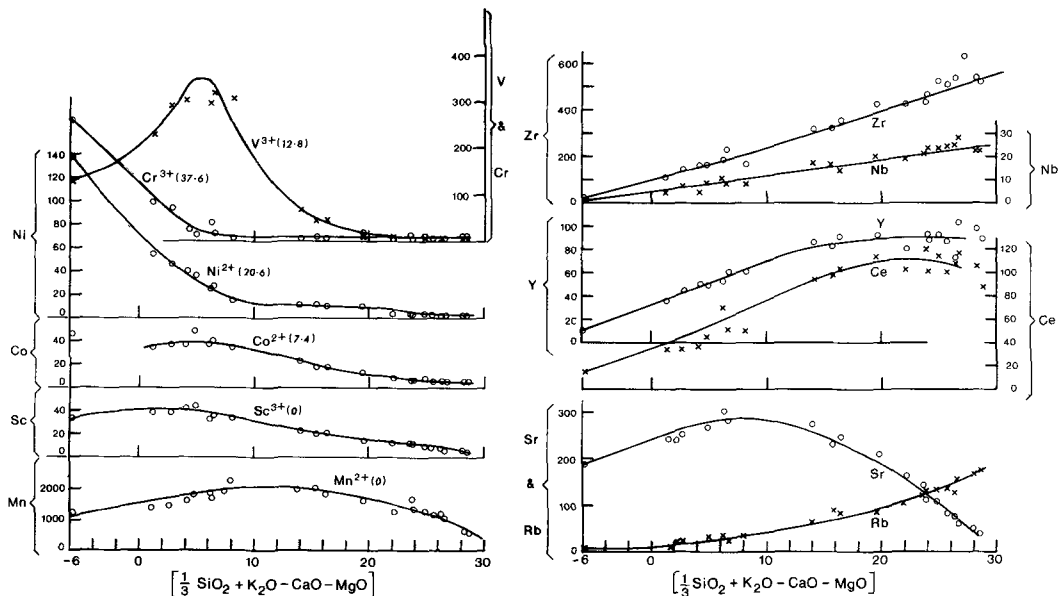 400
300
V
&
Cr
200
100
V³⁺(12·8)
Cr³⁺(37·6)
Ni
140
120
100
80
60
40
20
0
Ni²⁺(20·6)
Co
40
20
0
Co²⁺(7·4)
Sc
40
20
0
Sc³⁺(0)
Mn
2000
1000
0
Mn²⁺(0)
-6 0 10 20 30
[⅓ SiO₂ + K₂O – CaO – MgO]
Zr
600
400
200
0
Zr
Nb
30
20
10
0
Nb
Y
100
80
60
40
20
0
Y
Ce
120
100
80
60
40
20
0
Ce
Sr
&
Rb
300
200
100
0
Sr
Rb
-6 0 10 20 30
[⅓ SiO₂ + K₂O – CaO – MgO]